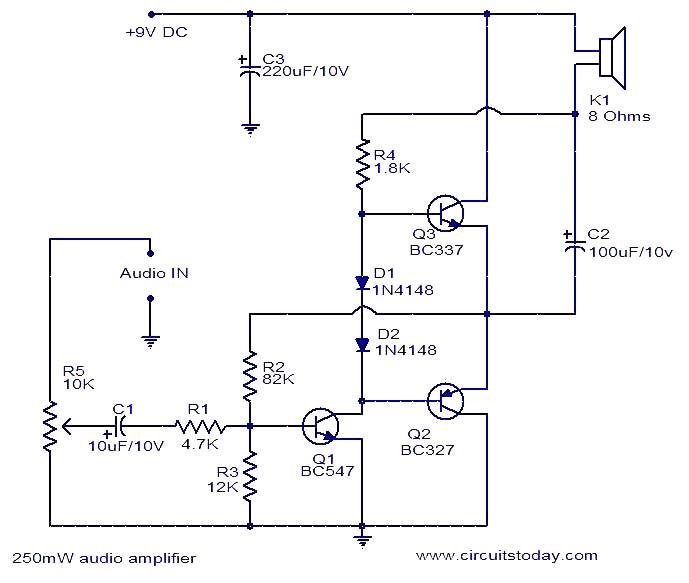 +9V DC
C3
220uF/10V
K1
8 Ohms
R4
1.8K
Q3
BC337
C2
100uF/10v
Audio IN
D1
1N4148
D2
1N4148
R5
10K
R2
82K
C1
10uF/10V
R1
4.7K
R3
12K
Q1
BC547
Q2
BC327
250mW audio amplifier
www.circuitstoday.com